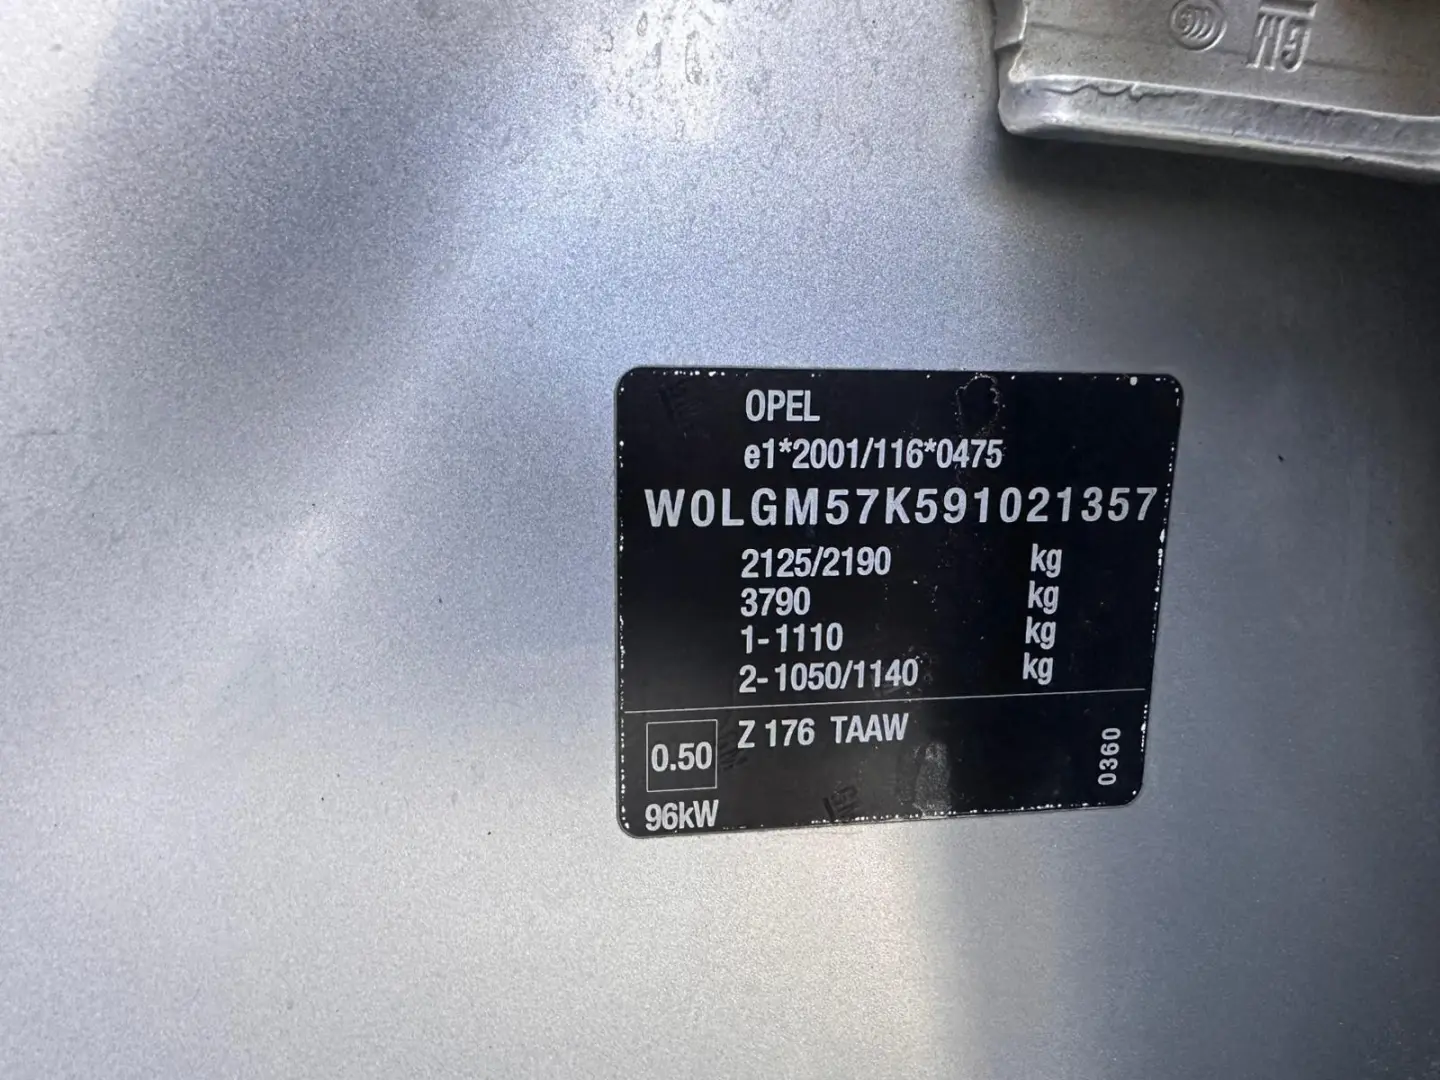 GM
OPEL
e1*2001/116*0475
W0LGM57K591021357
2125/2190 kg
3790 kg
1-1110 kg
2-1050/1140 kg
0.50 Z 176 TAAW
96kW
0360